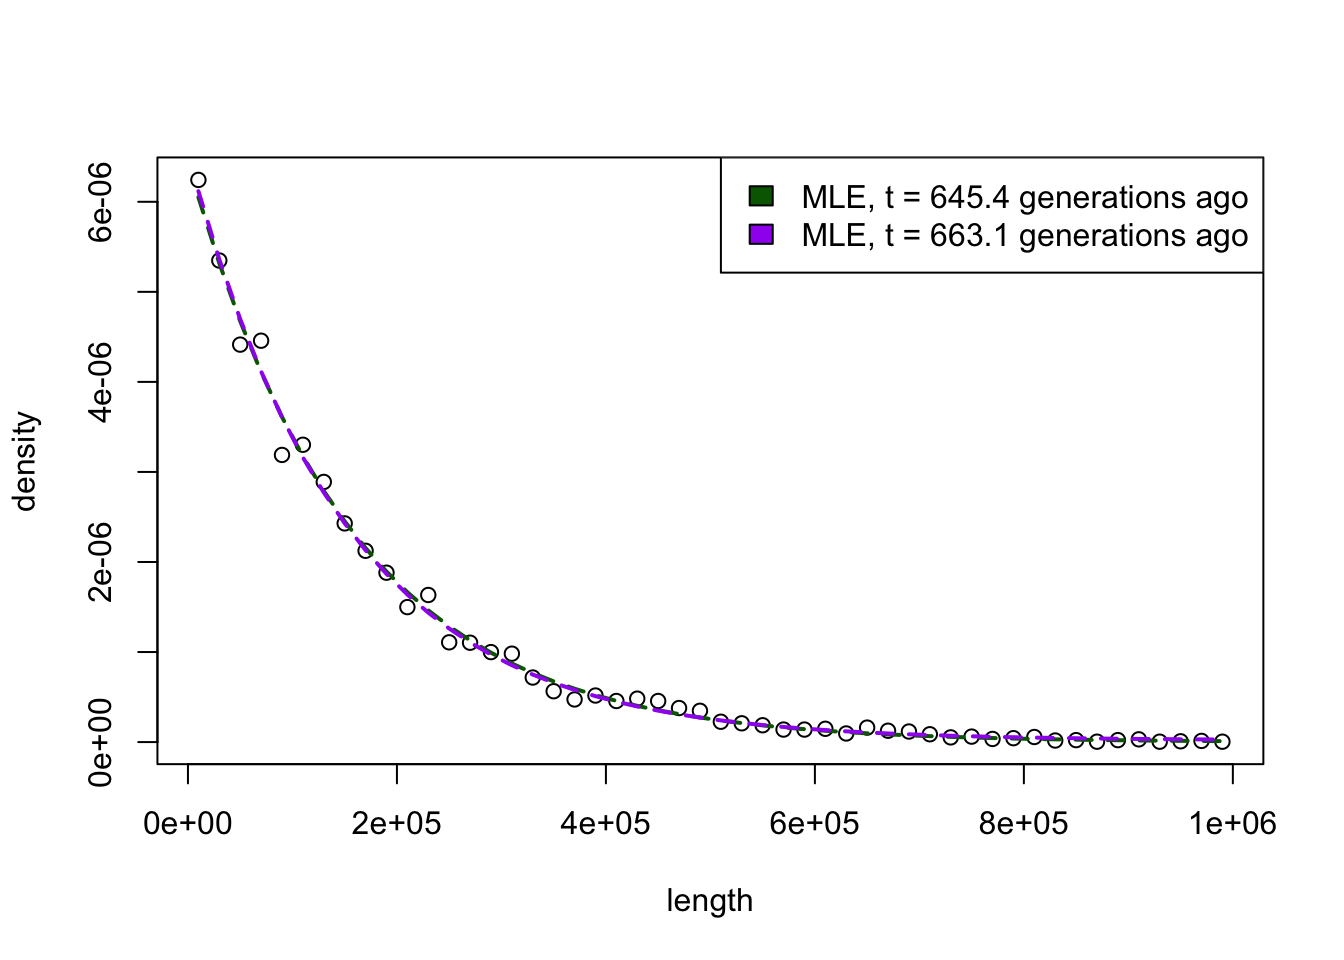 MLE, t = 645.4 generations ago
MLE, t = 663.1 generations ago
density
6e-06
4e-06
2e-06
0e+00
0e+00 2e+05 4e+05 6e+05 8e+05 1e+06
length